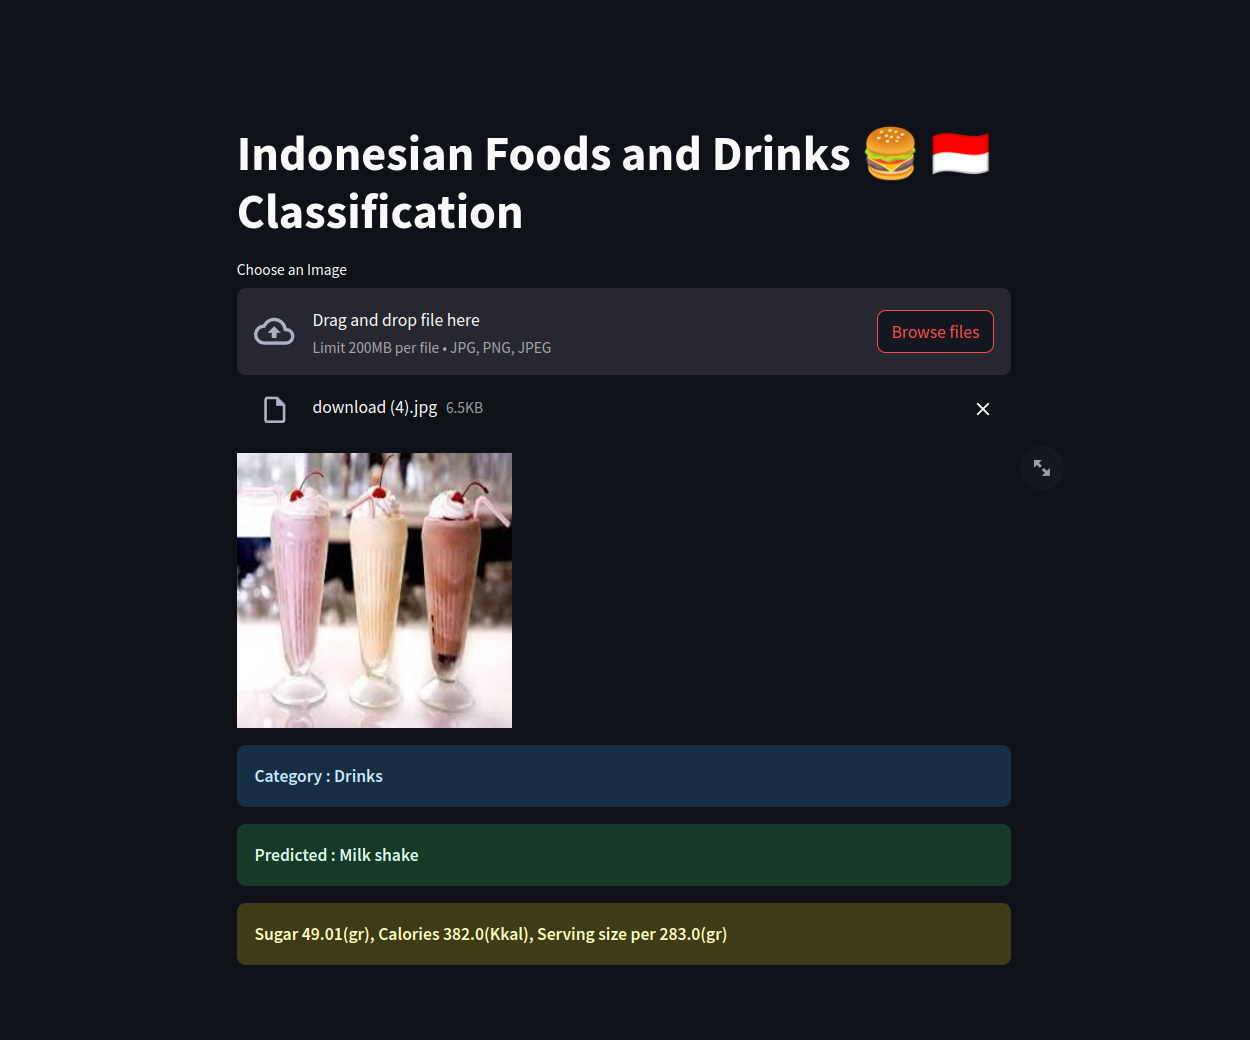 Indonesian Foods and Drinks 🍔 🇮🇩
Classification
Choose an Image
Drag and drop file here
Limit 200MB per file • JPG, PNG, JPEG
Browse files
download (4).jpg 6.5KB
Category : Drinks
Predicted : Milk shake
Sugar 49.01(gr), Calories 382.0(Kkal), Serving size per 283.0(gr)